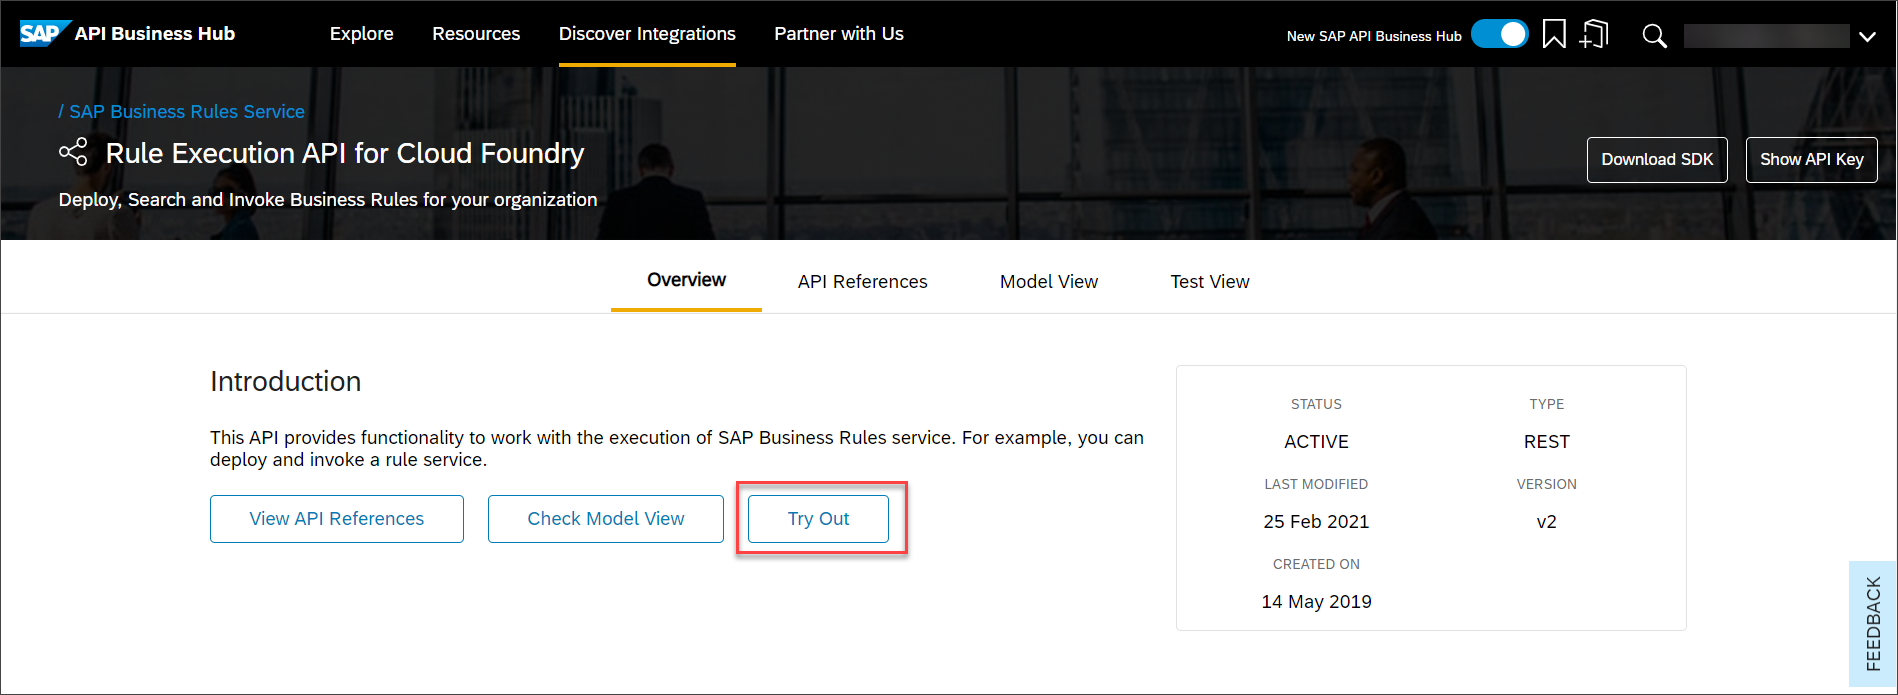 SAP API Business Hub
Explore
Resources
Discover Integrations
Partner with Us
New SAP API Business Hub
/ SAP Business Rules Service
Rule Execution API for Cloud Foundry
Deploy, Search and Invoke Business Rules for your organization
Download SDK
Show API Key
Overview
API References
Model View
Test View
Introduction
This API provides functionality to work with the execution of SAP Business Rules service. For example, you can
deploy and invoke a rule service.
View API References
Check Model View
Try Out
STATUS
TYPE
ACTIVE
REST
LAST MODIFIED
VERSION
25 Feb 2021
v2
CREATED ON
14 May 2019
FEEDBACK